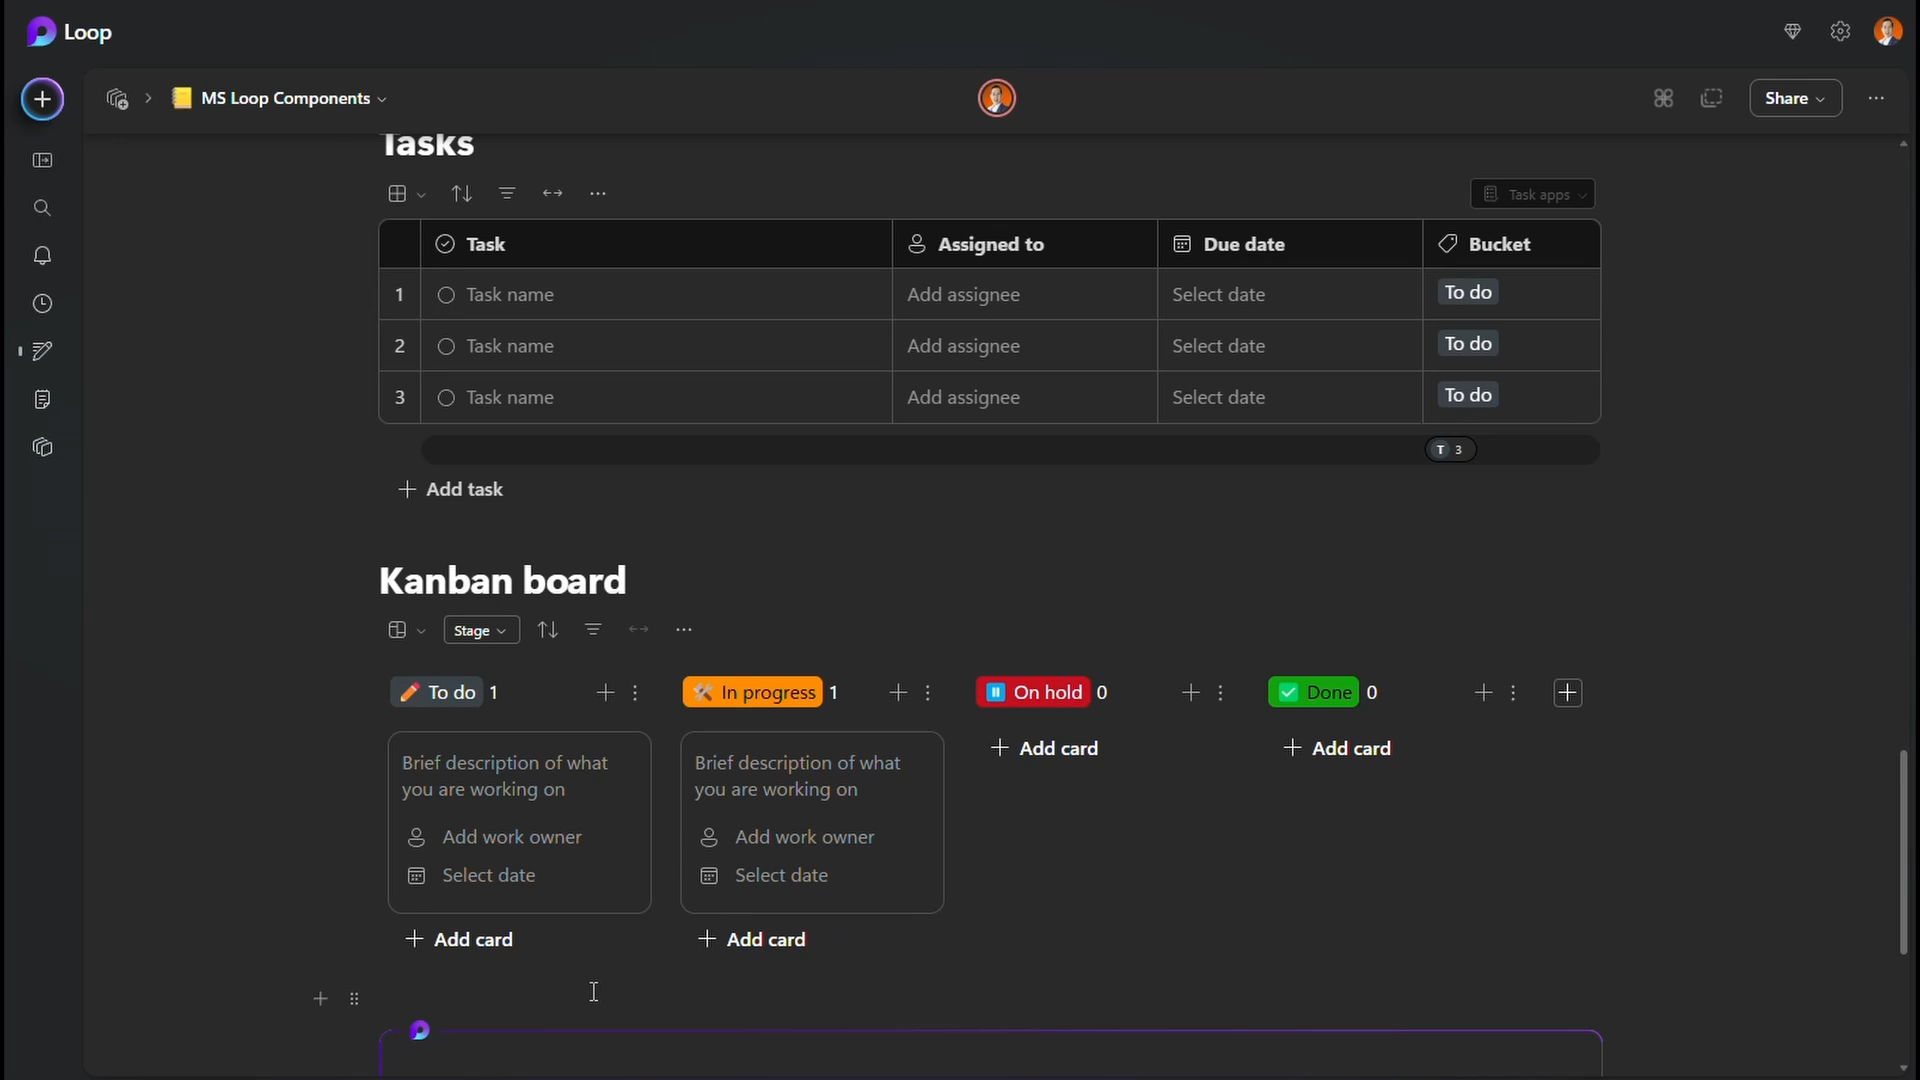 Loop
MS Loop Components
Share
Tasks
Task apps
Task Assigned to Due date Bucket
1 Task name Add assignee Select date To do
2 Task name Add assignee Select date To do
3 Task name Add assignee Select date To do
T 3
Add task
Kanban board
Stage
To do 1 In progress 1 On hold 0 Done 0
Add card Add card
Brief description of what Brief description of what
you are working on you are working on
Add work owner Add work owner
Select date Select date
Add card Add card